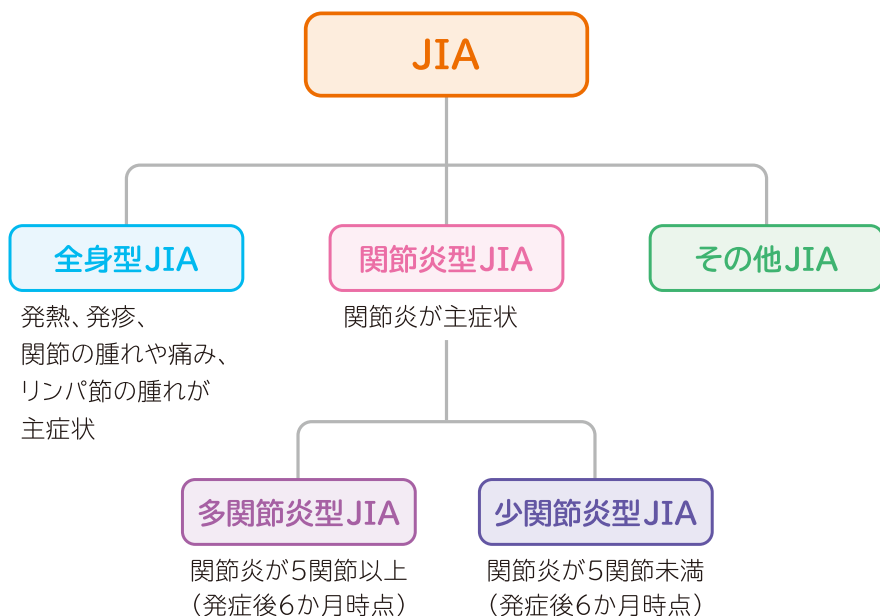 JIA
全身型JIA
発熱、発疹、
関節の腫れや痛み、
リンパ節の腫れが
主症状
関節炎型JIA
関節炎が主症状
その他JIA
多関節炎型JIA
関節炎が5関節以上
(発症後6か月時点)
少関節炎型JIA
関節炎が5関節未満
(発症後6か月時点)